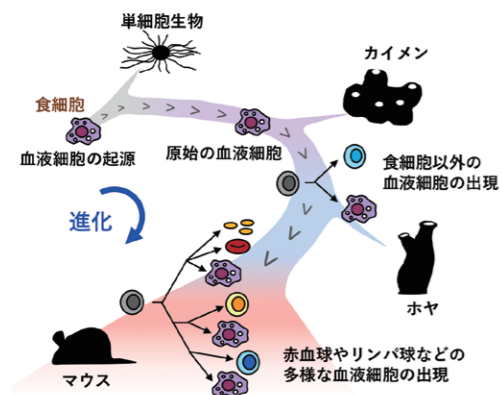 単細胞生物
カイメン
食細胞
血液細胞の起源
原始の血液細胞
食細胞以外の
血液細胞の出現
進化
ホヤ
マウス
赤血球やリンパ球などの
多様な血液細胞の出現